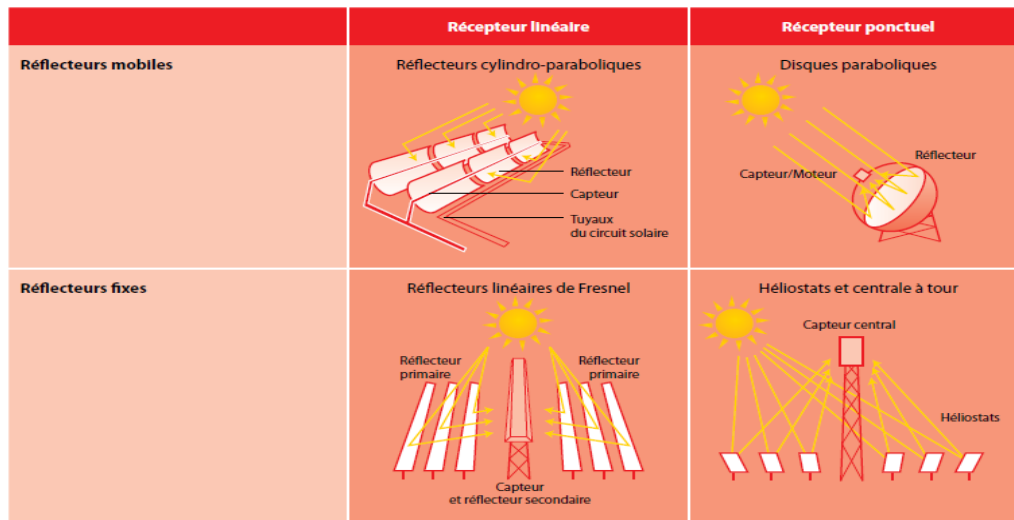 Récepteur linéaire
Récepteur ponctuel
Réflecteurs mobiles
Réflecteurs cylindro-paraboliques
Réflecteur
Capteur
Tuyaux
du circuit solaire
Disques paraboliques
Réflecteur
Capteur/Moteur
Réflecteurs fixes
Réflecteurs linéaires de Fresnel
Réflecteur
primaire
Réflecteur
primaire
Capteur
et réflecteur secondaire
Héliostats et centrale à tour
Capteur central
Héliostats